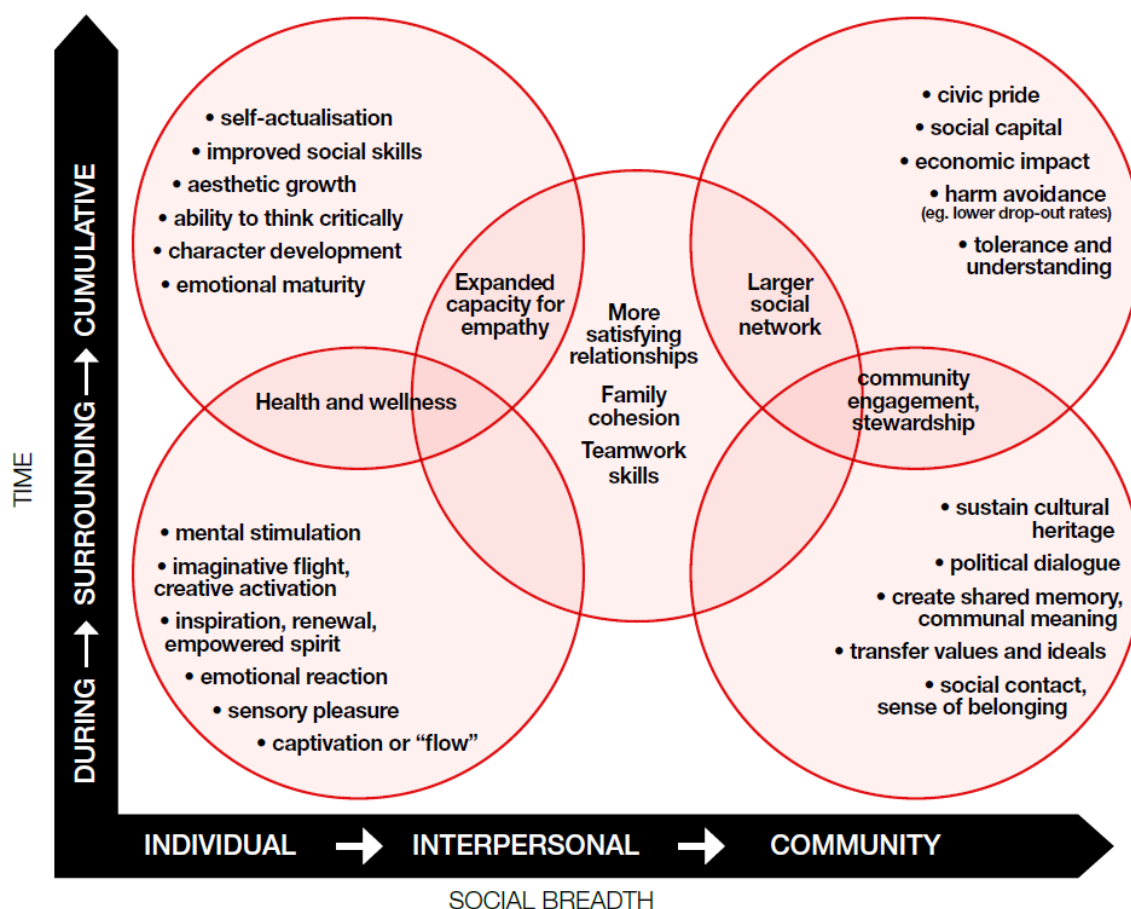 • self-actualisation
• improved social skills
• aesthetic growth
• ability to think critically
• character development
• emotional maturity
• civic pride
• social capital
• economic impact
• harm avoidance
(eg. lower drop-out rates)
• tolerance and
understanding
Expanded
capacity for
empathy
More
satisfying
relationships
Family
cohesion
Teamwork
skills
Larger
social
network
Health and wellness
community
engagement,
stewardship
• mental stimulation
• imaginative flight,
creative activation
• inspiration, renewal,
empowered spirit
• emotional reaction
• sensory pleasure
• captivation or “flow”
• sustain cultural
heritage
• political dialogue
• create shared memory,
communal meaning
• transfer values and ideals
• social contact,
sense of belonging
TIME
DURING → SURROUNDING → CUMULATIVE
INDIVIDUAL → INTERPERSONAL → COMMUNITY
SOCIAL BREADTH